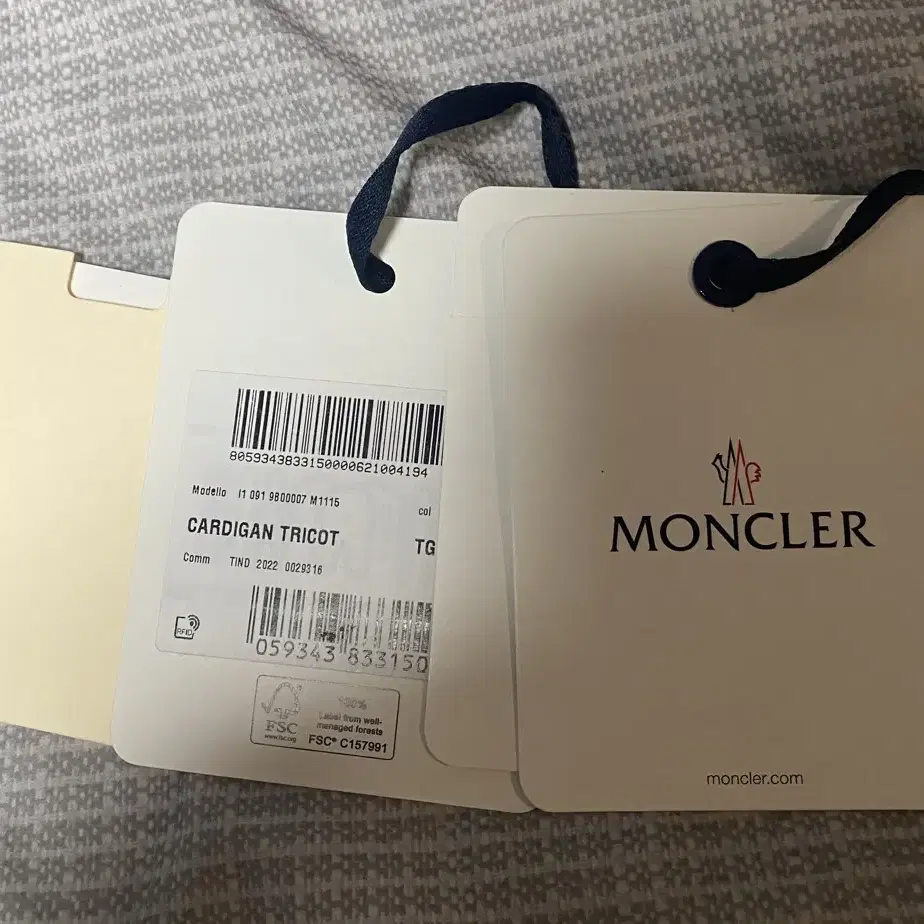 8059343833150000621004194
Modello I1 091 9B00007 M1115
col
CARDIGAN TRICOT
TG
Comm TIND 2022 0029316
RFID
059343 833150
FSC
www.fsc.org
100%
Label from well-
managed forests
FSC® C157991
MONCLER
moncler.com